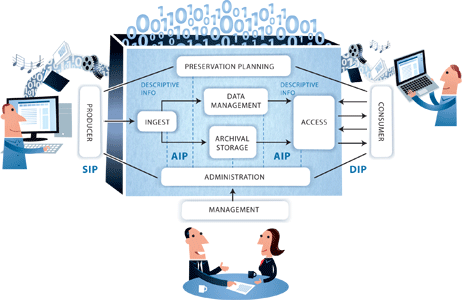 PRESERVATION PLANNING
DESCRIPTIVE
INFO
DATA
MANAGEMENT
DESCRIPTIVE
INFO
PRODUCER
INGEST
ACCESS
CONSUMER
ARCHIVAL
STORAGE
SIP
AIP
AIP
DIP
ADMINISTRATION
MANAGEMENT